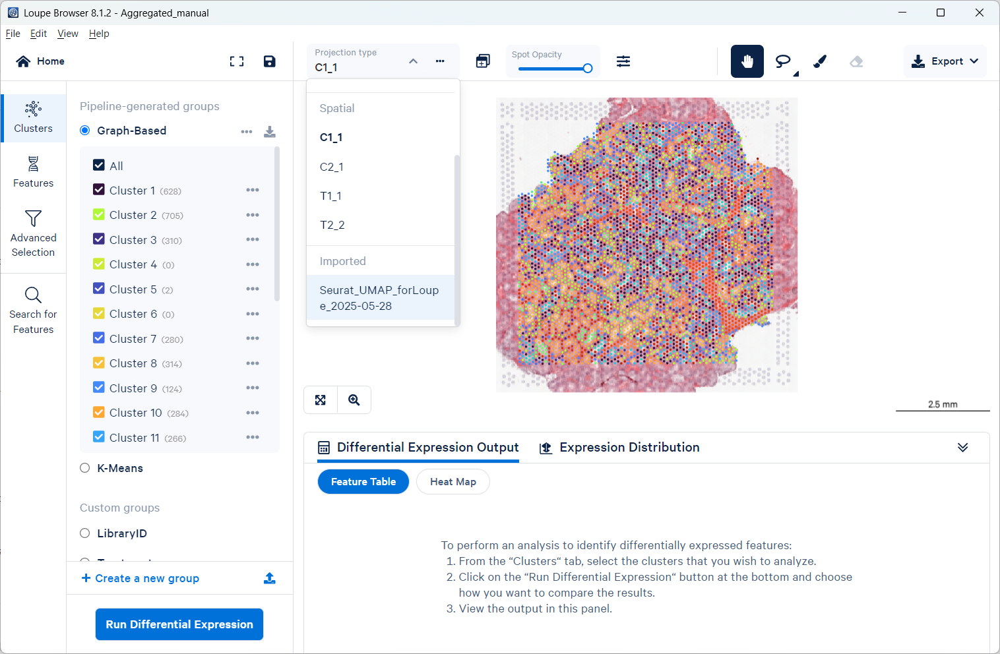 Loupe Browser 8.1.2 - Aggregated_manual
File Edit View Help
Home
Projection type
C1_1
Spot Opacity
Export
Clusters
Features
Advanced
Selection
Search for
Features
Pipeline-generated groups
Graph-Based
All
Cluster 1 (628)
Cluster 2 (705)
Cluster 3 (310)
Cluster 4 (0)
Cluster 5 (2)
Cluster 6 (0)
Cluster 7 (280)
Cluster 8 (314)
Cluster 9 (124)
Cluster 10 (284)
Cluster 11 (266)
K-Means
Custom groups
LibraryID
+ Create a new group
Run Differential Expression
Spatial
C1_1
C2_1
T1_1
T2_2
Imported
Seurat_UMAP_forLoup
e_2025-05-28
2.5 mm
Differential Expression Output
Expression Distribution
Feature Table
Heat Map
To perform an analysis to identify differentially expressed features:
1. From the “Clusters“ tab, select the clusters that you wish to analyze.
2. Click on the “Run Differential Expression“ button at the bottom and choose
how you want to compare the results.
3. View the output in this panel.